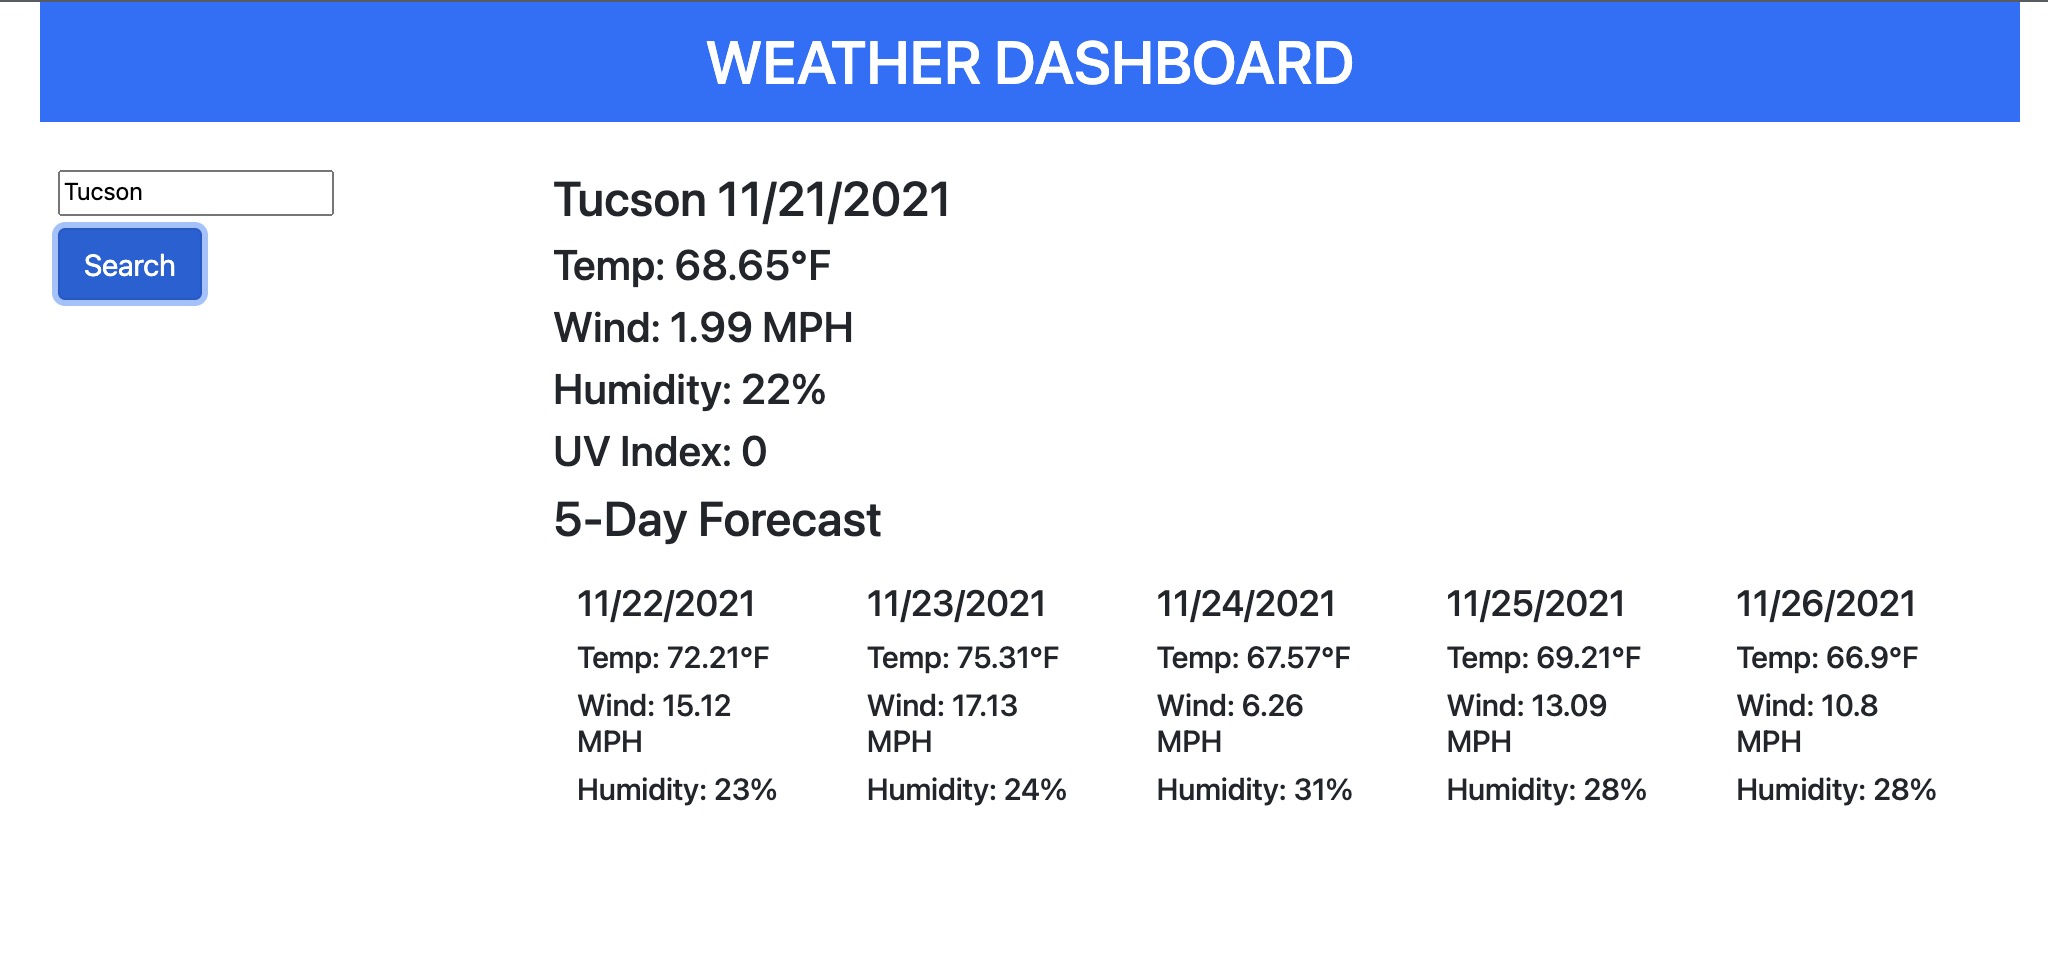 WEATHER DASHBOARD
Tucson
Search
Tucson 11/21/2021
Temp: 68.65°F
Wind: 1.99 MPH
Humidity: 22%
UV Index: 0
5-Day Forecast
11/22/2021
Temp: 72.21°F
Wind: 15.12
MPH
Humidity: 23%
11/23/2021
Temp: 75.31°F
Wind: 17.13
MPH
Humidity: 24%
11/24/2021
Temp: 67.57°F
Wind: 6.26
MPH
Humidity: 31%
11/25/2021
Temp: 69.21°F
Wind: 13.09
MPH
Humidity: 28%
11/26/2021
Temp: 66.9°F
Wind: 10.8
MPH
Humidity: 28%